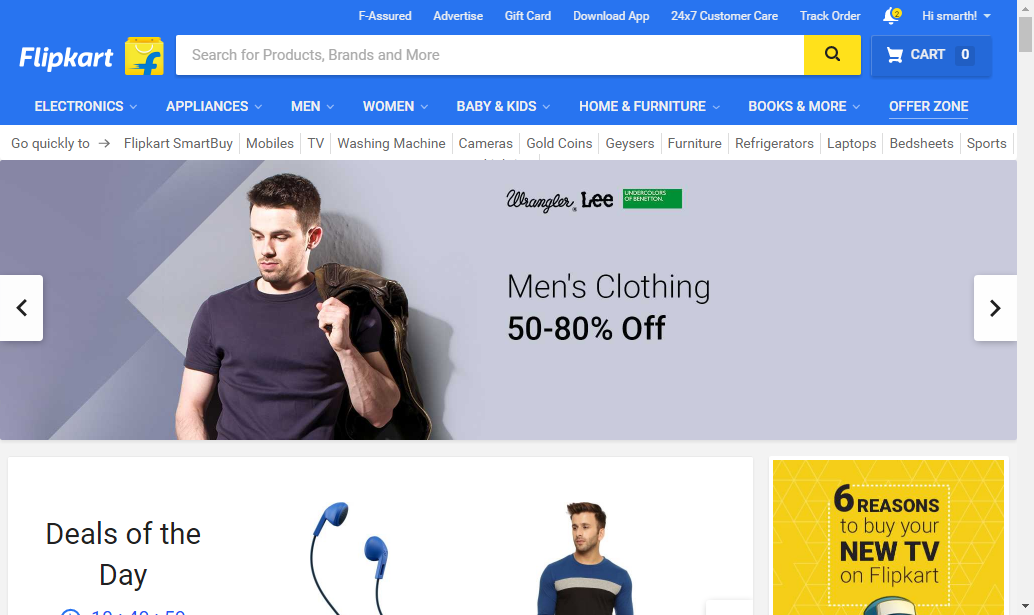 F-Assured Advertise Gift Card Download App 24x7 Customer Care Track Order 2 Hi smarth!
Flipkart Search for Products, Brands and More CART 0
ELECTRONICS APPLIANCES MEN WOMEN BABY & KIDS HOME & FURNITURE BOOKS & MORE OFFER ZONE
Go quickly to → Flipkart SmartBuy Mobiles TV Washing Machine Cameras Gold Coins Geysers Furniture Refrigerators Laptops Bedsheets Sports
Wrangler Lee UNDERCOLORS
OF BENETTON.
Men's Clothing
50-80% Off
Deals of the
Day
6 REASONS
to buy your
NEW TV
on Flipkart